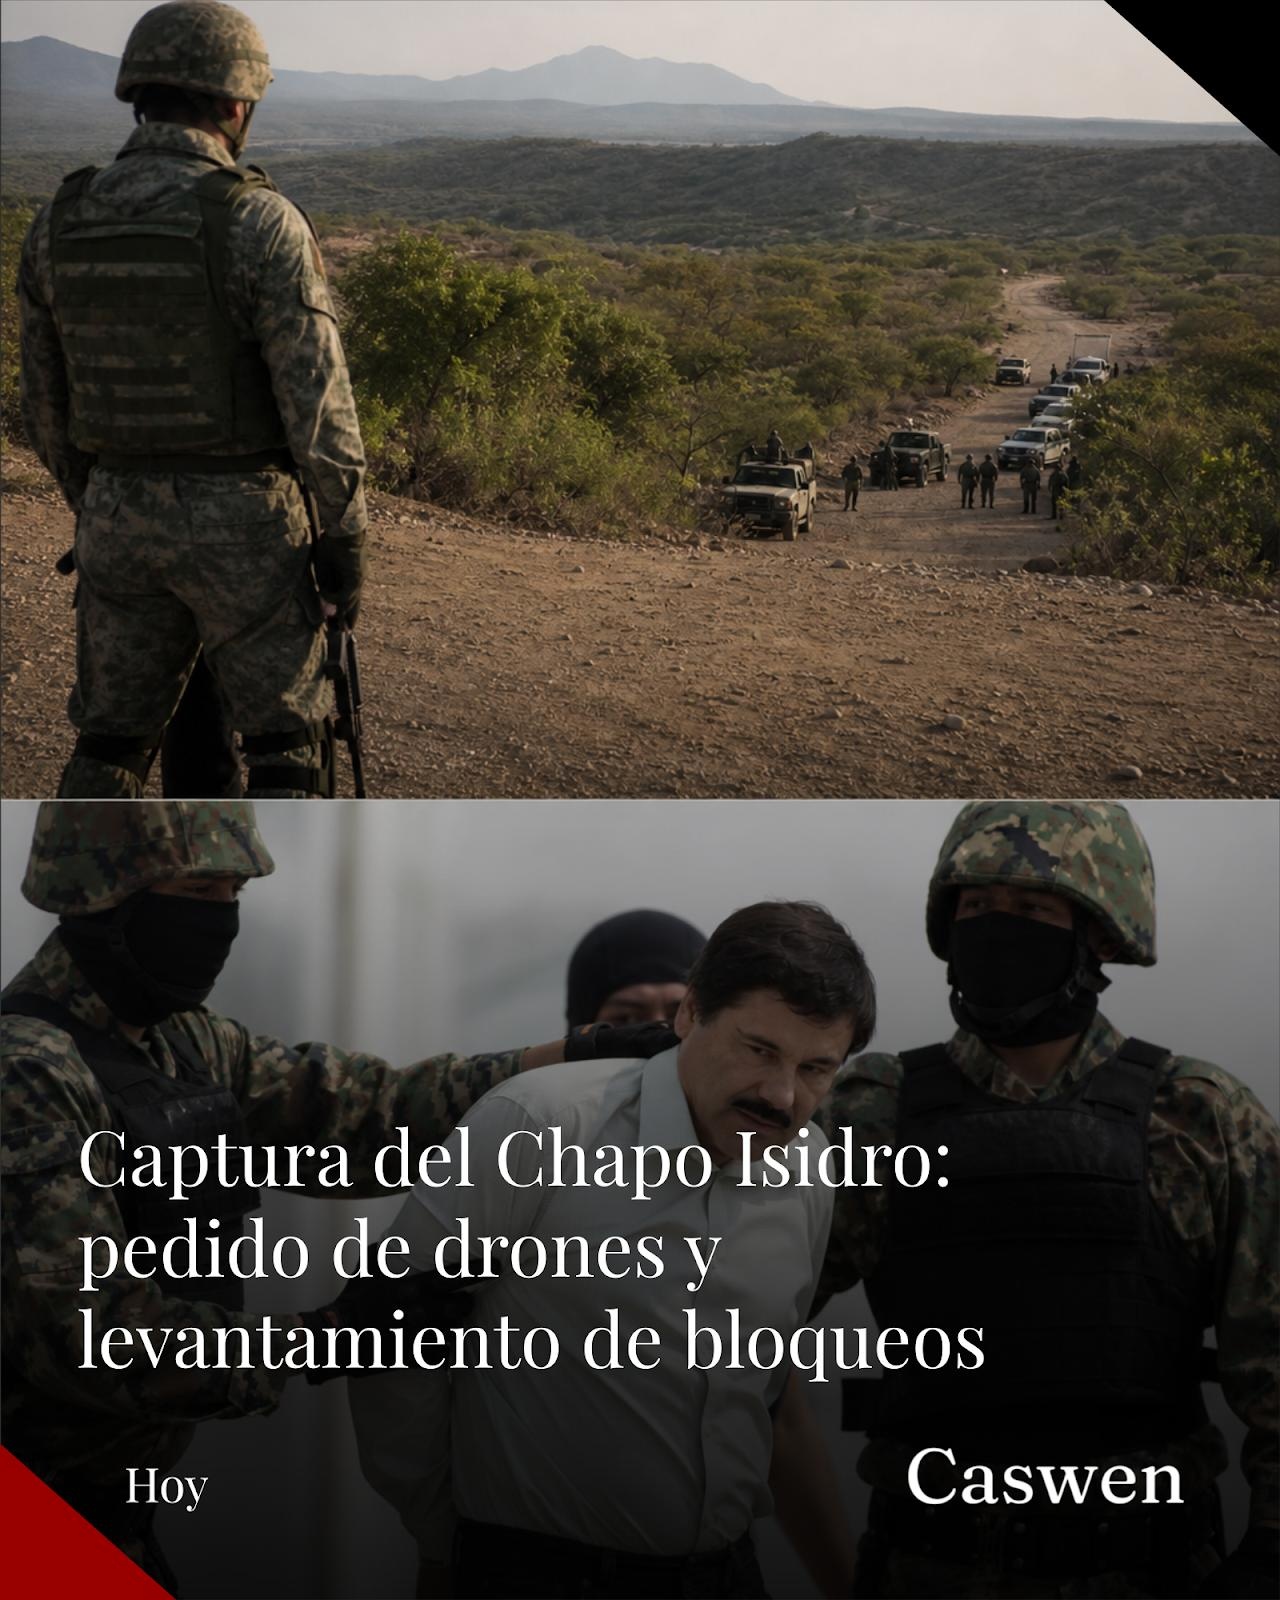 Captura del Chapo Isidro:
pedido de drones y
levantamiento de bloqueos
Hoy
Caswen